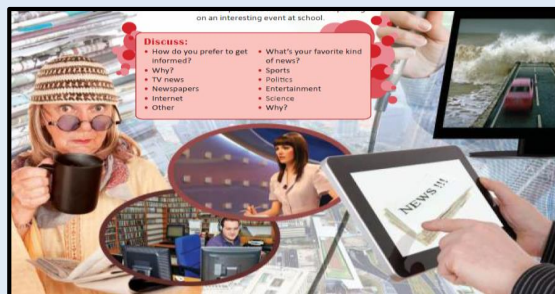 on an interesting event at school.
Discuss:
• How do you prefer to get
informed?
• Why?
• TV news
• Newspapers
• Internet
• Other
• What's your favorite kind
of news?
• Sports
• Politics
• Entertainment
• Science
• Why?
NEWS !!!